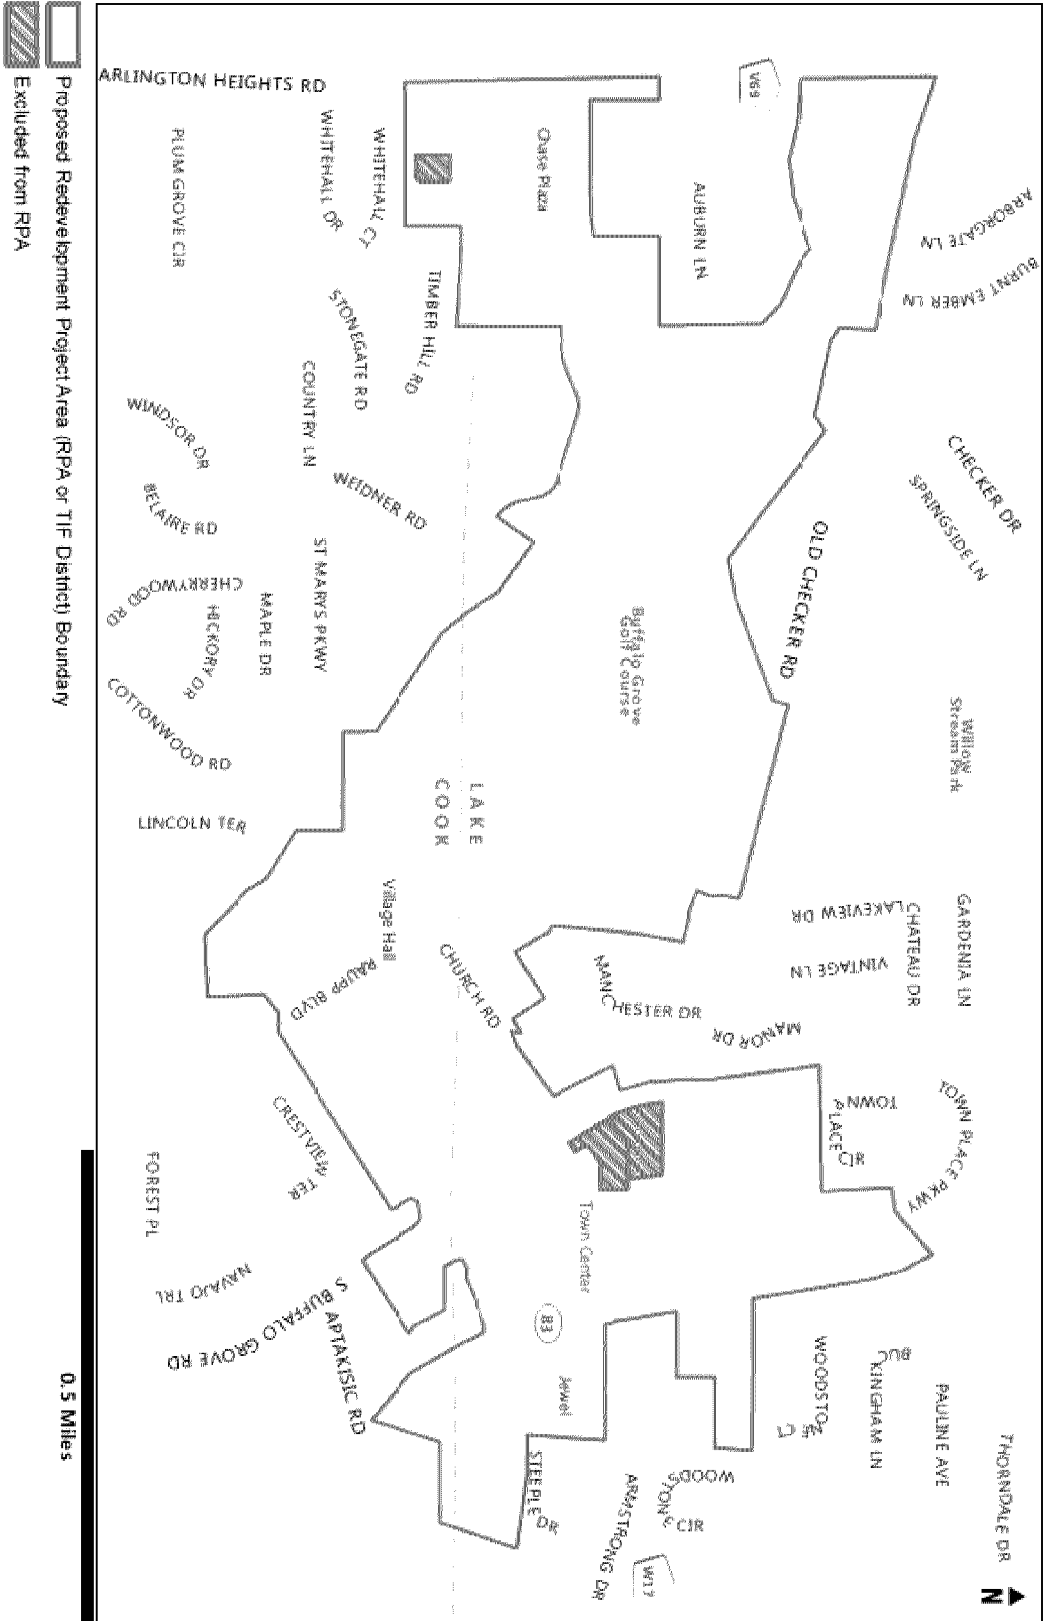 ARLINGTON HEIGHTS RD
PLUM GROVE CIR
WHITEHALL DR
WHITEHALL CT
Chase Plaza
V69
AUBURN LN
ARBORGATE LN
BURNT EMBER LN
TIMBER HILL RD
STONEGATE RD
COUNTRY LN
WINDSOR DR
BELAIRE RD
WEIDNER RD
CHECKER DR
SPRINGSIDE LN
OLD CHECKER RD
ST MARYS PKWY
CHERRYWOOD RD
HICKORY DR
MAPLE DR
COTTONWOOD RD
LINCOLN TER
Buffalo Grove
Golf Course
Willow
Stream Park
LAKE
COOK
Village Hall
RAUPP BLVD
CHURCH RD
MANCHESTER DR
MANOR DR
LAKEVIEW DR
VINTAGE LN
CHATEAU DR
GARDENIA LN
TOWN PLACE CIR
TOWN PLACE PKWY
CRESTVIEW TER
FOREST PL
NAVAJO TRL
S BUFFALO GROVE RD
APTAKISIC RD
Town Center
83
Jewel
STEEPLE DR
WOODSTONE CT
WOODSTONE CIR
ARMSTRONG DR
W17
BUCKINGHAM LN
PAULINE AVE
THORNDALE DR
N
0.5 Miles
Proposed Redevelopment Project Area (RPA or TIF District) Boundary
Excluded from RPA